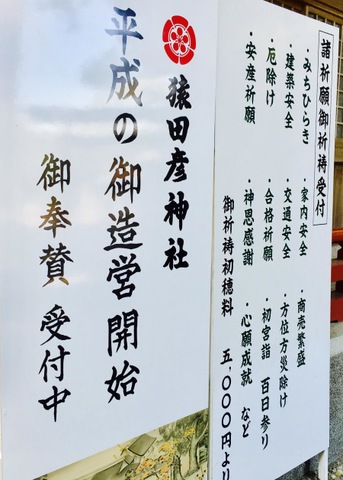 諸祈願御祈祷受付
・みちひらき ・家内安全 ・商売繁盛
・建築安全 ・交通安全 ・方位方災除け
・厄除け ・合格祈願 ・初宮詣 百日参り
・安産祈願 ・神恩感謝 ・心願成就 など
御祈祷初穂料 五,〇〇〇円より
猿田彦神社
平成の御造営開始
御奉賛 受付中